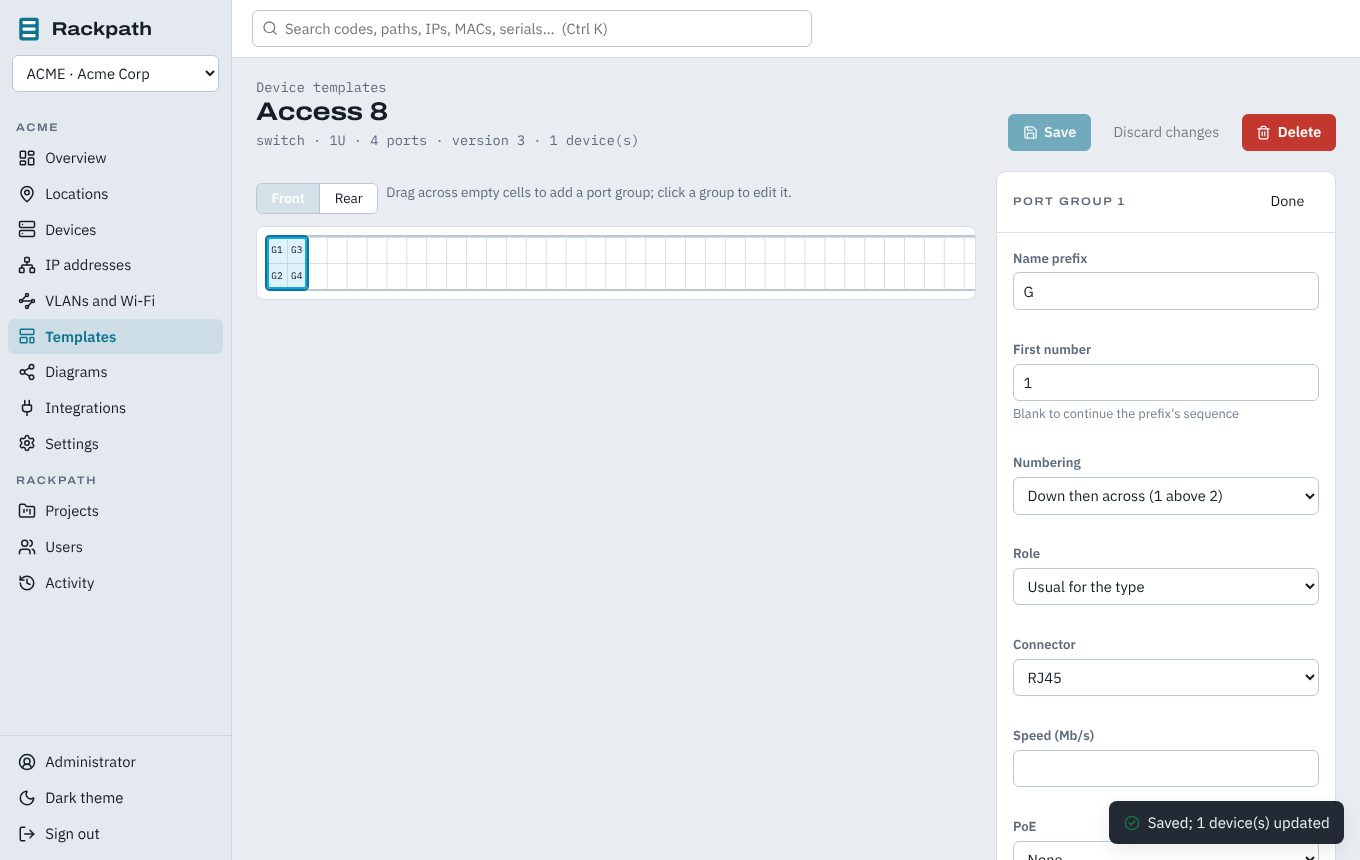 Rackpath
Search codes, paths, IPs, MACs, serials... (Ctrl K)
ACME · Acme Corp
ACME
Overview
Locations
Devices
IP addresses
VLANs and Wi-Fi
Templates
Diagrams
Integrations
Settings
RACKPATH
Projects
Users
Activity
Administrator
Dark theme
Sign out
Device templates
Access 8
switch · 1U · 4 ports · version 3 · 1 device(s)
Save
Discard changes
Delete
Front
Rear
Drag across empty cells to add a port group; click a group to edit it.
G1 G3
G2 G4
PORT GROUP 1
Done
Name prefix
G
First number
1
Blank to continue the prefix's sequence
Numbering
Down then across (1 above 2)
Role
Usual for the type
Connector
RJ45
Speed (Mb/s)
PoE
None
Saved; 1 device(s) updated